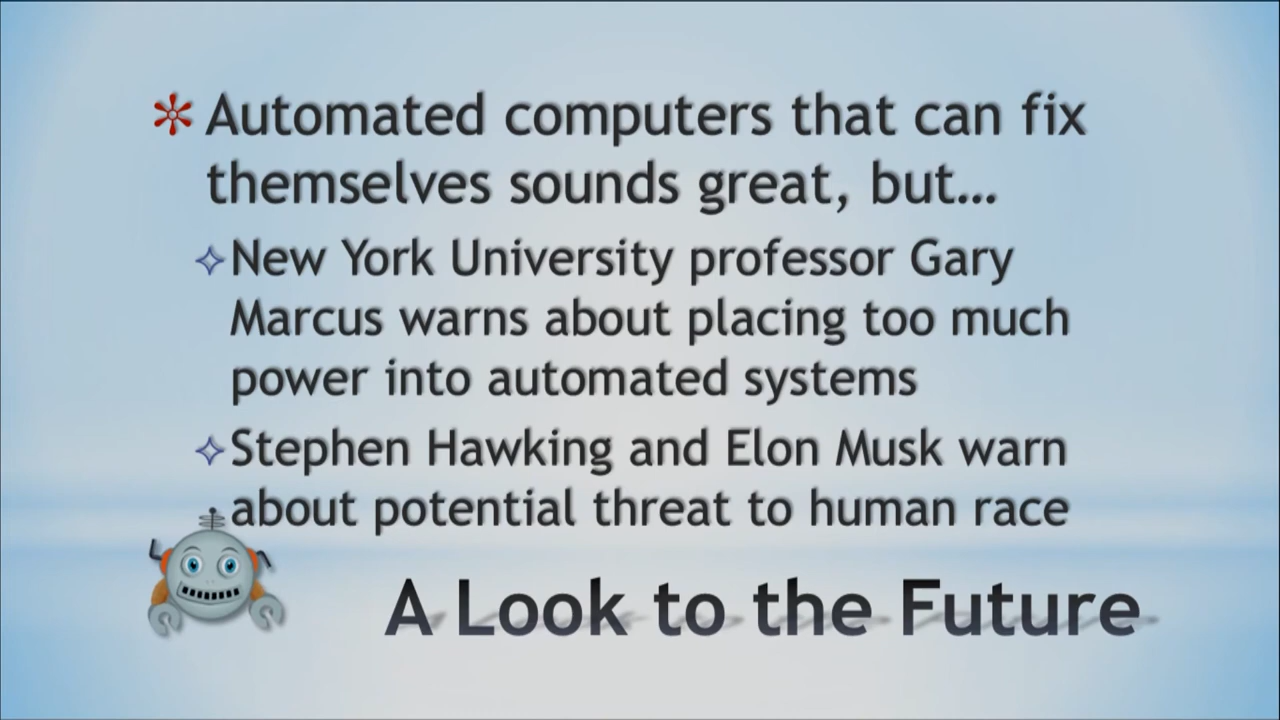 Automated computers that can fix
themselves sounds great, but…
New York University professor Gary
Marcus warns about placing too much
power into automated systems
Stephen Hawking and Elon Musk warn
about potential threat to human race
A Look to the Future